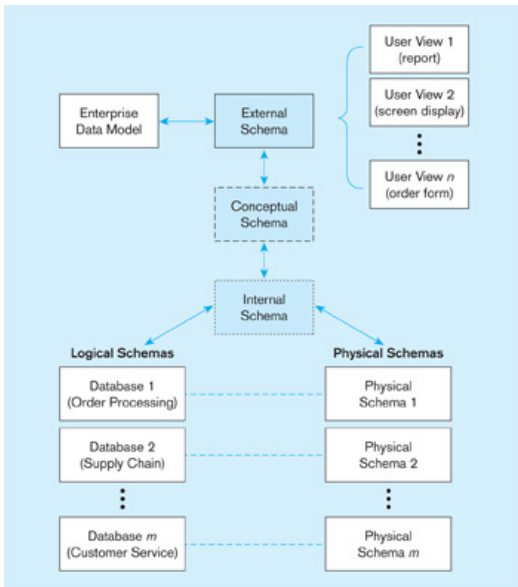 User View 1
(report)
User View 2
(screen display)
User View n
(order form)
Enterprise
Data Model
External
Schema
Conceptual
Schema
Internal
Schema
Logical Schemas
Physical Schemas
Database 1
(Order Processing)
Physical
Schema 1
Database 2
(Supply Chain)
Physical
Schema 2
Database m
(Customer Service)
Physical
Schema m